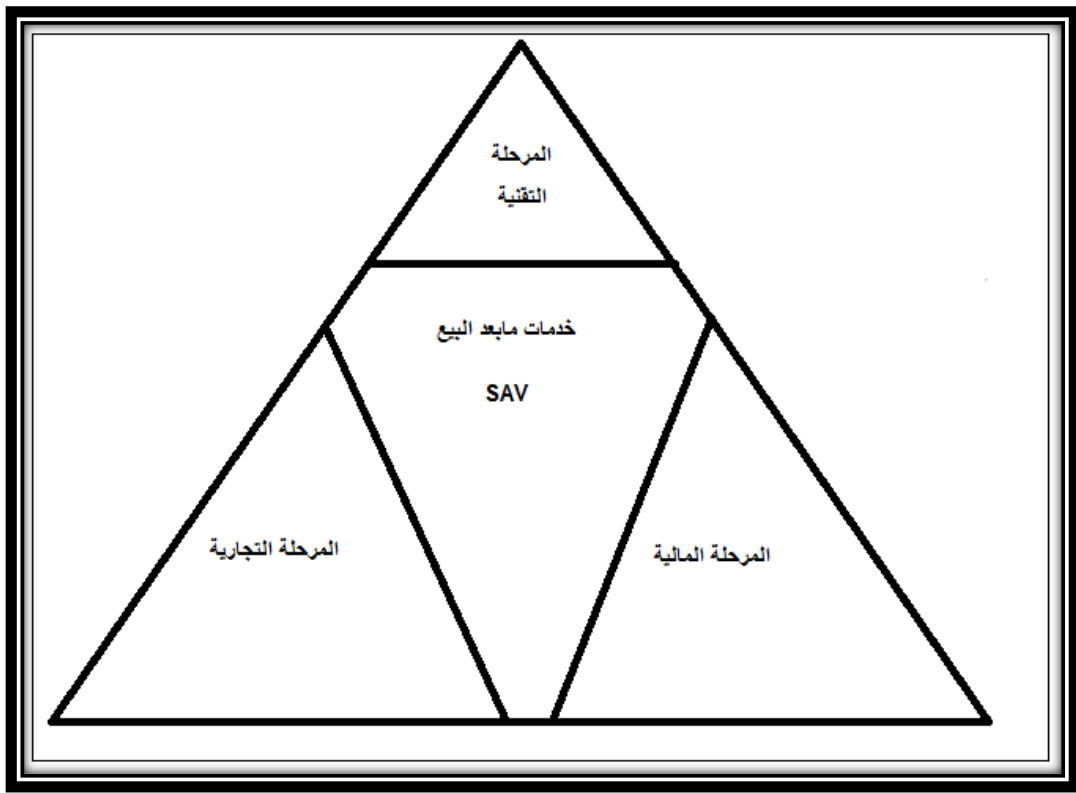 المرحلة
التقنية
خدمات مابعد البيع
SAV
المرحلة المالية
المرحلة التجارية